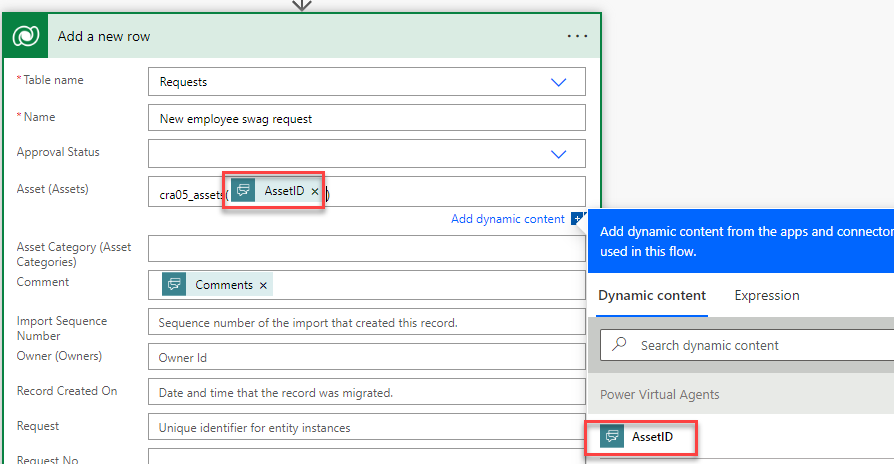 Add a new row
...
* Table name
Requests
* Name
New employee swag request
Approval Status
Asset (Assets)
cra05_assets( AssetID × )
Add dynamic content +
Add dynamic content from the apps and connector
used in this flow.
Asset Category (Asset
Categories)
Comment
Comments ×
Dynamic content
Expression
Import Sequence
Number
Sequence number of the import that created this record.
Search dynamic content
Owner (Owners)
Owner Id
Record Created On
Date and time that the record was migrated.
Power Virtual Agents
Request
Unique identifier for entity instances
AssetID
Request No